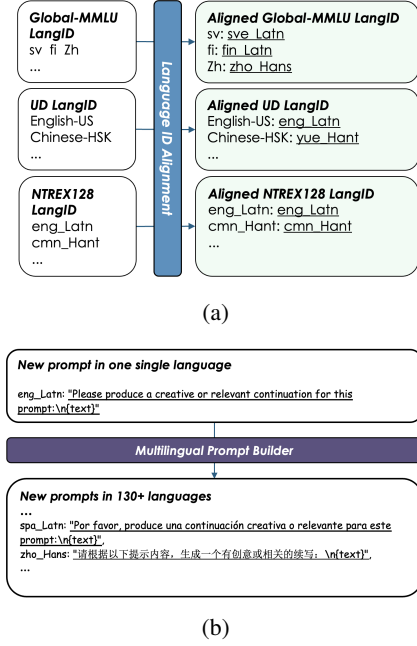 Global-MMLU
LangID
sv fi Zh
...
Language ID Alignment
Aligned Global-MMLU LangID
sv: sve_Latn
fi: fin_Latn
Zh: zho_Hans
...
UD LangID
English-US
Chinese-HSK
...
Aligned UD LangID
English-US: eng_Latn
Chinese-HSK: yue_Hant
...
NTREX128
LangID
eng_Latn
cmn_Hant
...
Aligned NTREX128 LangID
eng_Latn: eng_Latn
cmn_Hant: cmn_Hant
...
(a)
New prompt in one single language
eng_Latn: "Please produce a creative or relevant continuation for this
prompt:\n{text}"
Multilingual Prompt Builder
New prompts in 130+ languages
...
spa_Latn: "Por favor, produce una continuación creativa o relevante para este
prompt:\n{text}",
zho_Hans: "请根据以下提示内容，生成一个有创意或相关的续写：\n{text}",
...
(b)